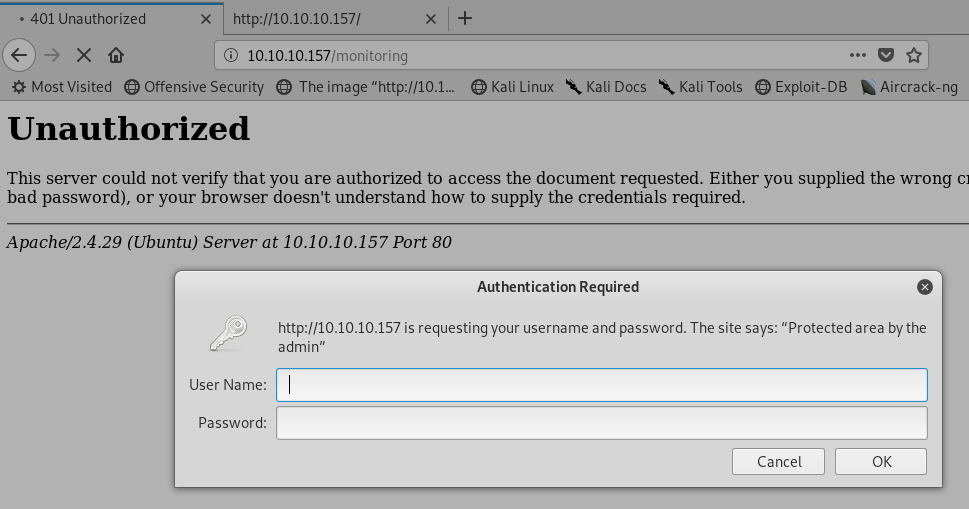 401 Unauthorized
http://10.10.10.157/
10.10.10.157/monitoring
Most Visited Offensive Security The image “http://10.1... Kali Linux Kali Docs Kali Tools Exploit-DB Aircrack-ng
Unauthorized
This server could not verify that you are authorized to access the document requested. Either you supplied the wrong
bad password), or your browser doesn't understand how to supply the credentials required.
Apache/2.4.29 (Ubuntu) Server at 10.10.10.157 Port 80
Authentication Required
http://10.10.10.157 is requesting your username and password. The site says: “Protected area by the
admin”
User Name:
Password:
Cancel OK